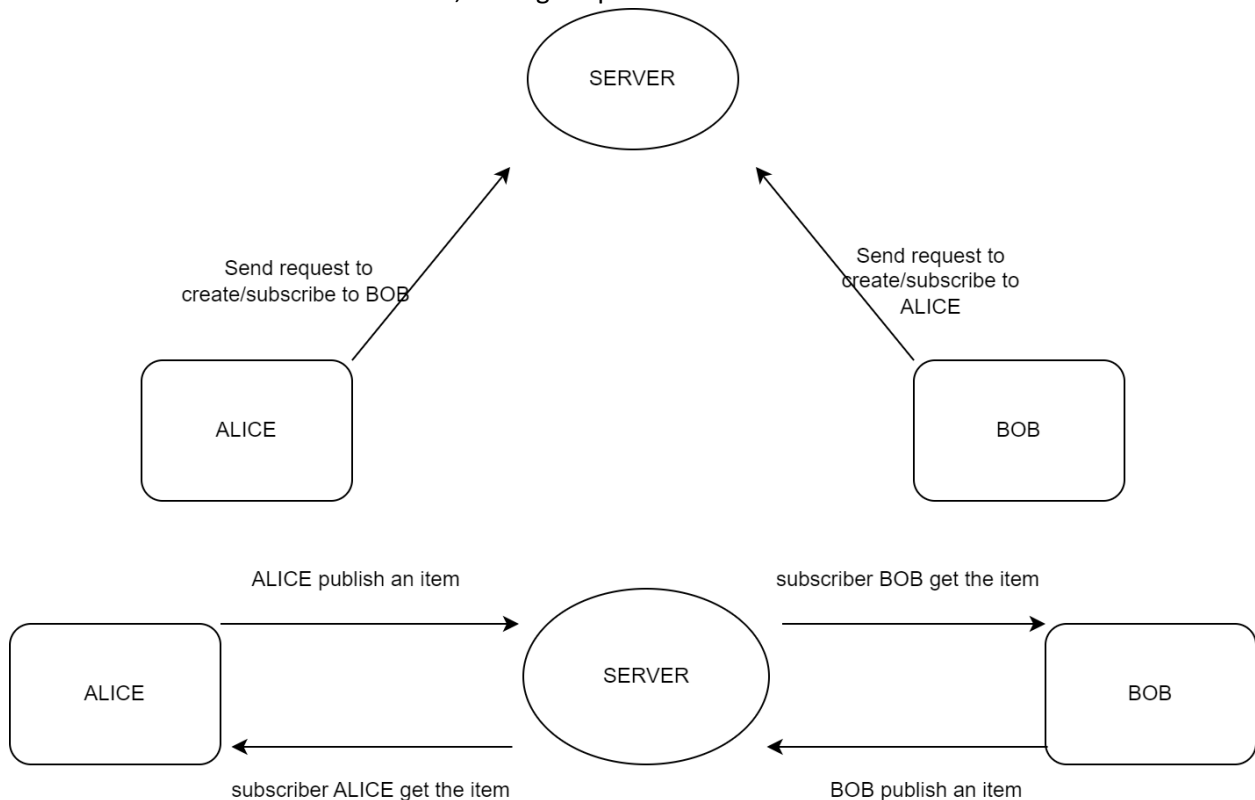 SERVER
Send request to
create/subscribe to BOB
Send request to
create/subscribe to
ALICE
ALICE
BOB
ALICE publish an item
subscriber BOB get the item
ALICE
SERVER
BOB
subscriber ALICE get the item
BOB publish an item